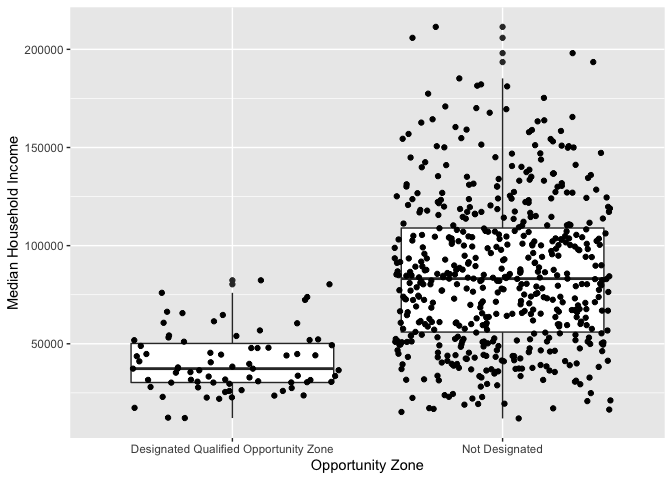 200000
150000
100000
50000
Median Household Income
Designated Qualified Opportunity Zone
Not Designated
Opportunity Zone